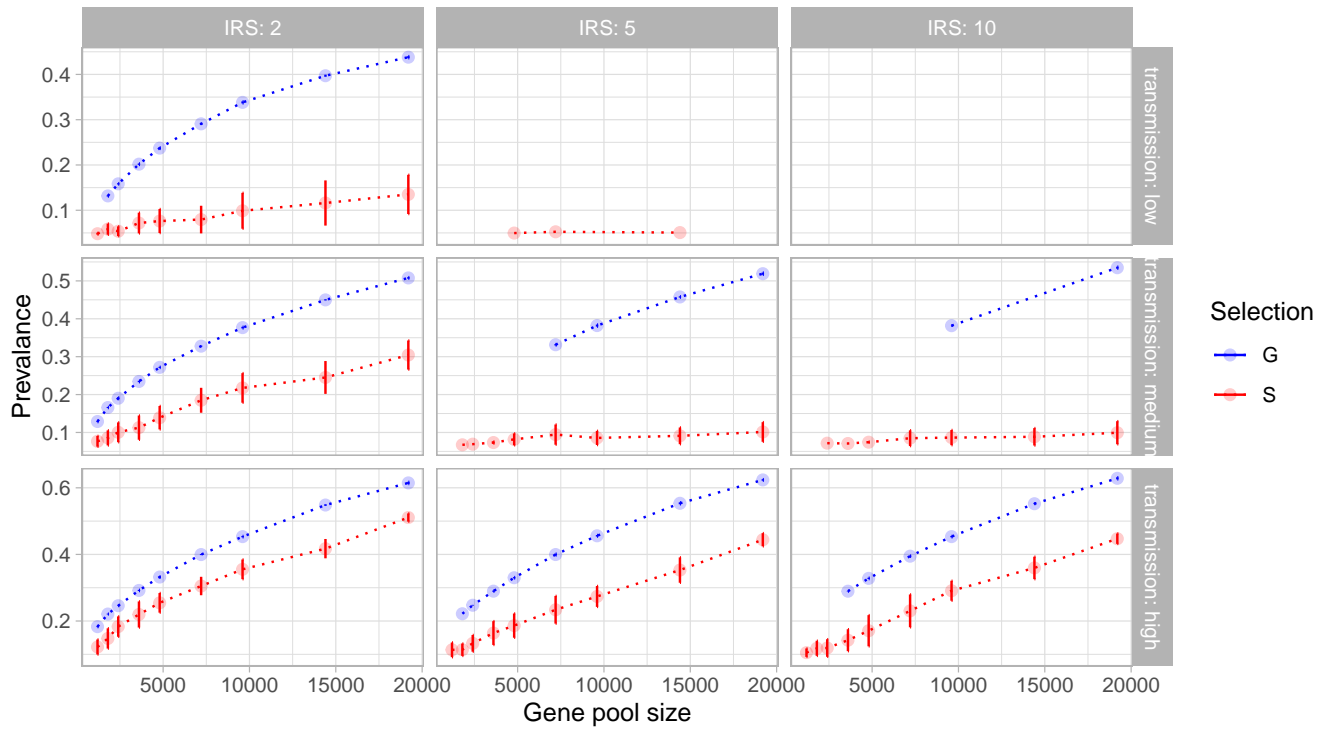 IRS: 2
IRS: 5
IRS: 10
0.4
0.3
0.2
0.1
transmission: low
Prevalance
0.5
0.4
0.3
0.2
0.1
transmission: medium
0.6
0.4
0.2
transmission: high
5000
10000
15000
20000
5000
10000
15000
20000
5000
10000
15000
20000
Gene pool size
Selection
G
S